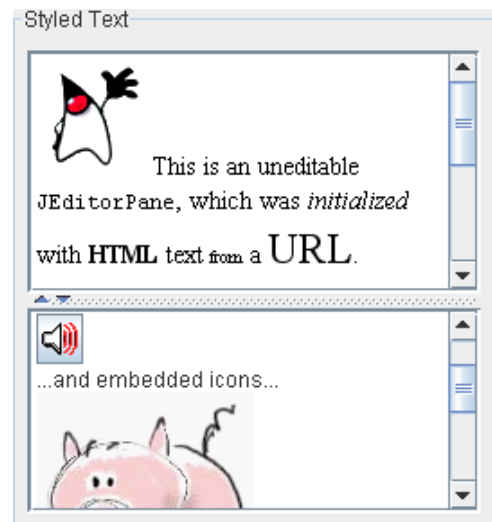 Styled Text
This is an uneditable
JEditorPane, which was initialized
with HTML text from a URL.
...and embedded icons...